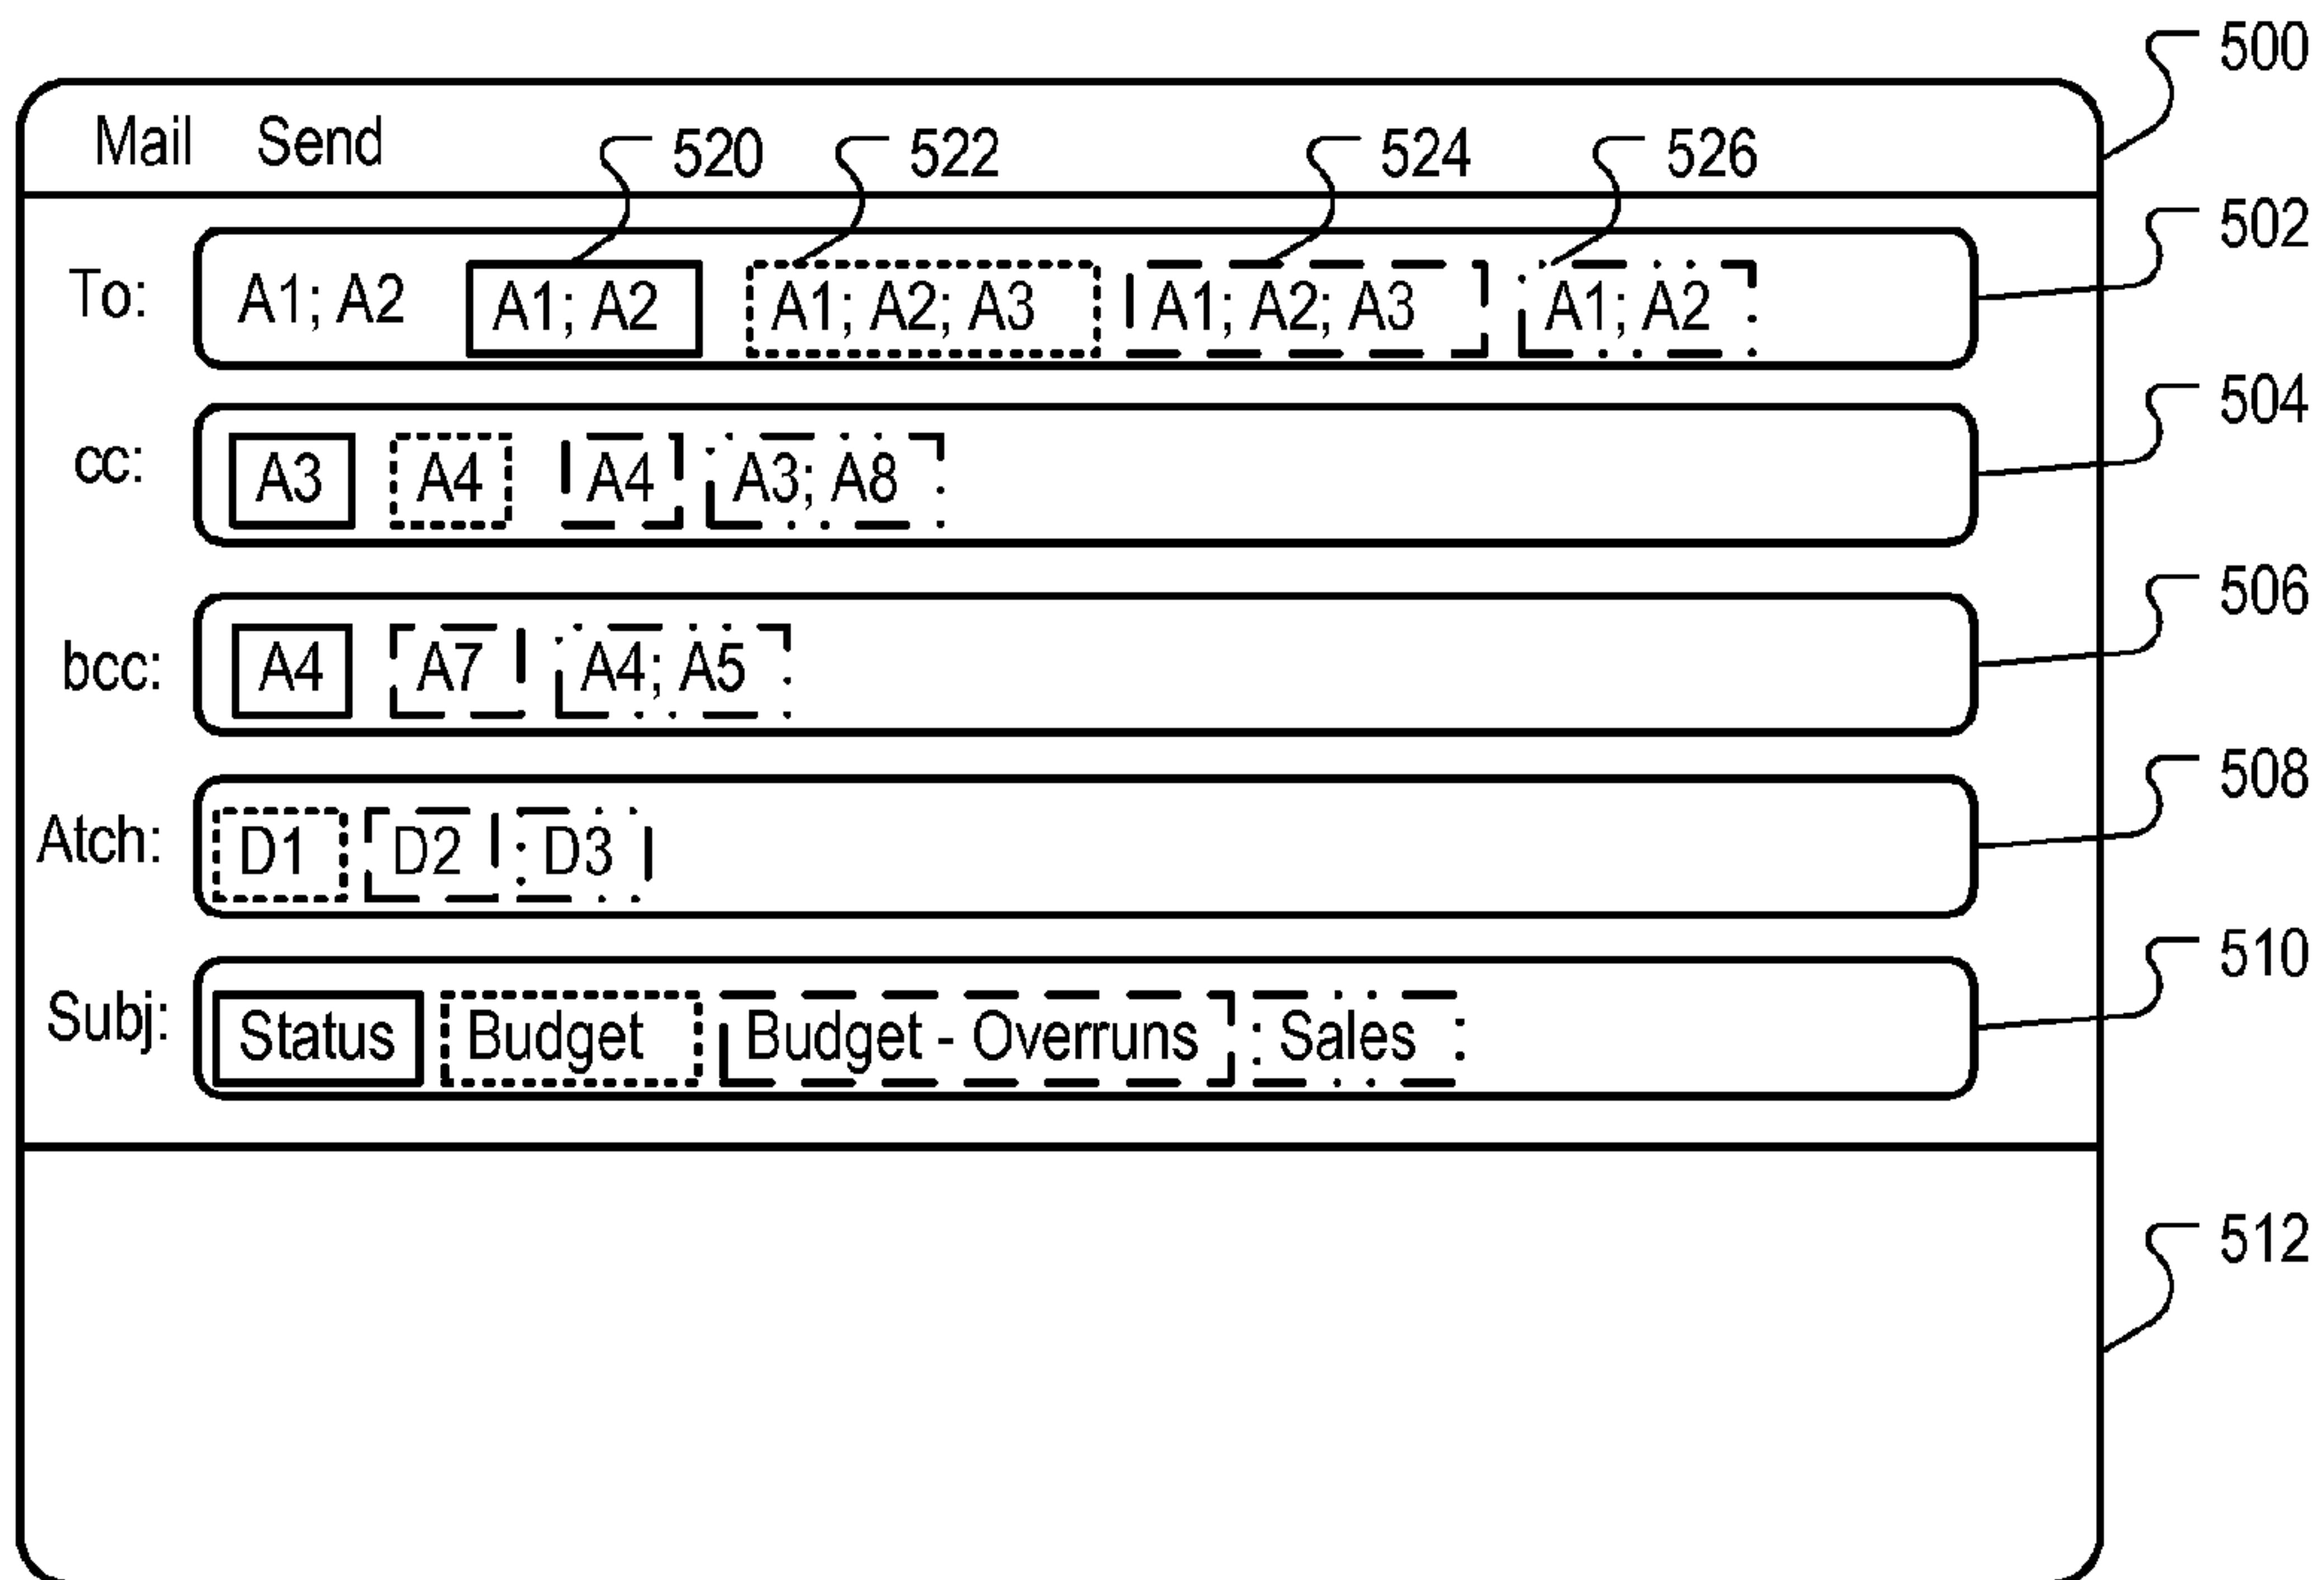 500
Mail Send 520 522 524 526
502
To: A1; A2 A1; A2 A1; A2; A3 A1; A2; A3 A1; A2
504
cc: A3 A4 A4 A3; A8
506
bcc: A4 A7 A4; A5
508
Atch: D1 D2 D3
510
Subj: Status Budget Budget - Overruns Sales
512